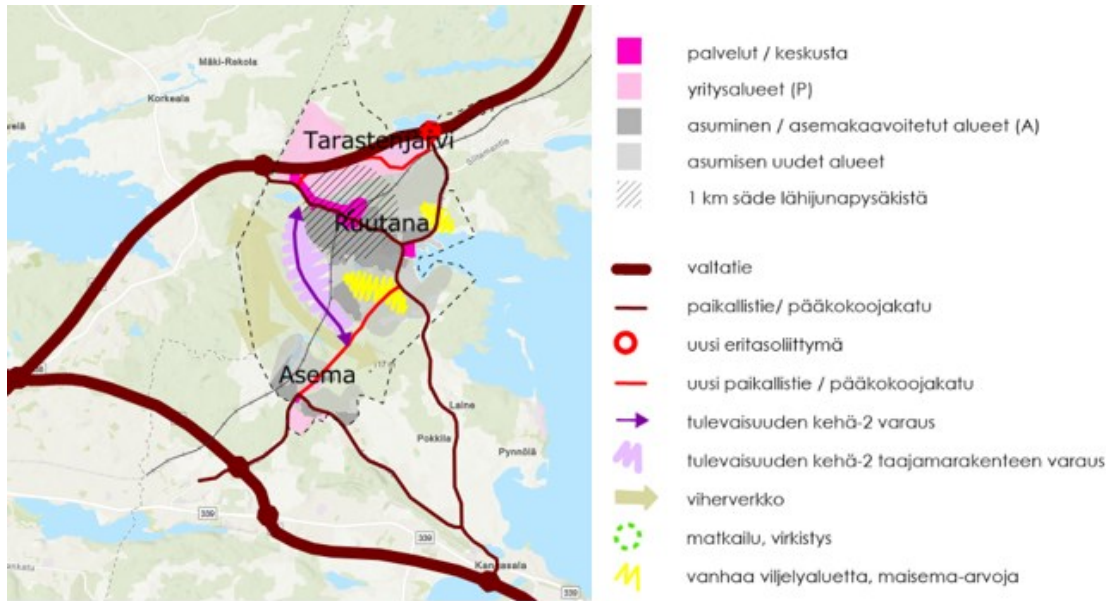 Mäki-Rekola
Korkeala
Tarastenjärvi
Ruutana
Asema
Laine
Pokkila
Pynnölä
339
339
339
Kangasala
339
palvelut / keskusta
yritysalueet (P)
asuminen / asemakaavoitetut alueet (A)
asumisen uudet alueet
1 km säde lähijunapysäkistä
valtatie
paikallistie/ pääkokoojakatu
uusi eritasoliittymä
uusi paikallistie / pääkokoojakatu
tulevaisuuden kehä-2 varaus
tulevaisuuden kehä-2 taajamarakenteen varaus
viherverkko
matkailu, virkistys
vanhaa viljelyaluetta, maisema-arvoja